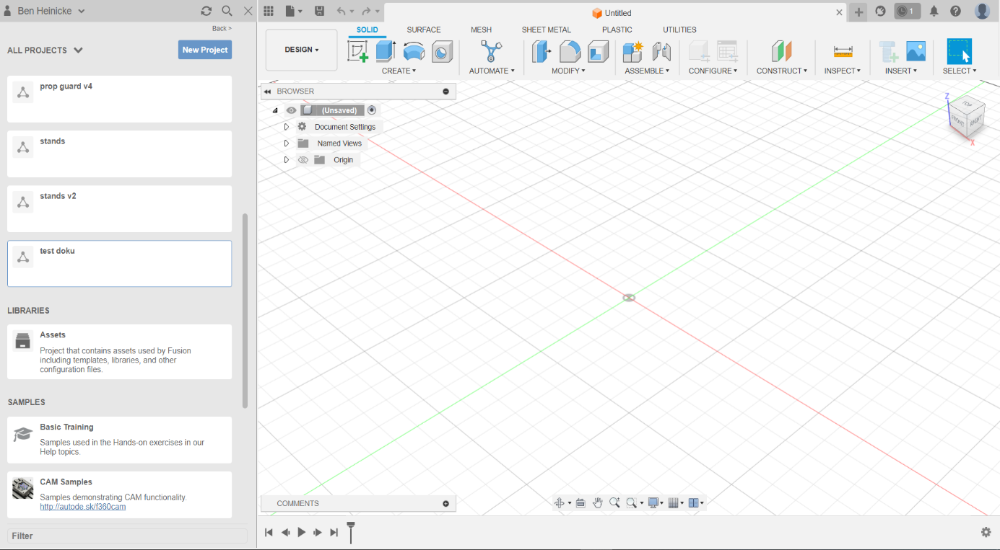 Ben Heinicke
Back >
ALL PROJECTS
New Project
prop guard v4
stands
stands v2
test doku
LIBRARIES
Assets
Project that contains assets used by Fusion
including templates, libraries, and other
configuration files.
SAMPLES
Basic Training
Samples used in the Hands-on exercises in our
Help topics.
CAM Samples
Samples demonstrating CAM functionality.
http://autode.sk/f360cam
Filter
Untitled
1
SOLID SURFACE MESH SHEET METAL PLASTIC UTILITIES
DESIGN
CREATE AUTOMATE MODIFY ASSEMBLE CONFIGURE CONSTRUCT INSPECT INSERT SELECT
BROWSER
(Unsaved)
Document Settings
Named Views
Origin
Z
TOP
FRONT RIGHT
X
COMMENTS